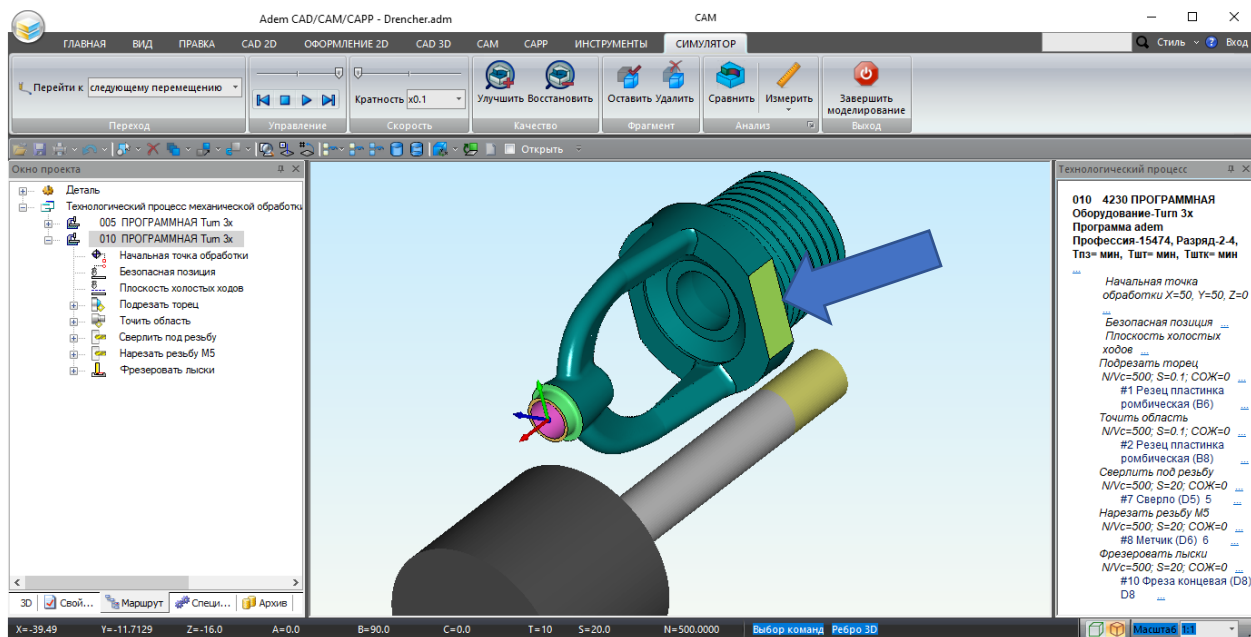 Adem CAD/CAM/CAPP - Drencher.adm
CAM
ГЛАВНАЯ ВИД ПРАВКА CAD 2D ОФОРМЛЕНИЕ 2D CAD 3D CAM CAPP ИНСТРУМЕНТЫ СИМУЛЯТОР
Стиль
Вход
Перейти к
следующему перемещению
Переход
Управление
Кратность x0.1
Скорость
Улучшить Восстановить
Качество
Оставить Удалить
Фрагмент
Сравнить Измерить
Анализ
Завершить
моделирование
Выход
Открыть
Окно проекта
Деталь
Технологический процесс механической обработки
005 ПРОГРАММНАЯ Turn 3x
010 ПРОГРАММНАЯ Turn 3x
Начальная точка обработки
Безопасная позиция
Плоскость холостых ходов
Подрезать торец
Точить область
Сверлить под резьбу
Нарезать резьбу М5
Фрезеровать лыски
3D Свой... Маршрут Специ... Архив
Технологический процесс
010 4230 ПРОГРАММНАЯ
Оборудование-Turn 3x
Программа adem
Профессия-15474, Разряд-2-4,
Тпз= мин, Тшт= мин, Тштк= мин
...
Начальная точка
обработки X=50, Y=50, Z=0
...
Безопасная позиция ...
Плоскость холостых
ходов ...
Подрезать торец
N/Vc=500; S=0.1; СОЖ=0 ...
#1 Резец пластинка
ромбическая (B6) ...
Точить область
N/Vc=500; S=0.1; СОЖ=0 ...
#2 Резец пластинка
ромбическая (B8) ...
Сверлить под резьбу
N/Vc=500; S=20; СОЖ=0 ...
#7 Сверло (D5) 5 ...
Нарезать резьбу М5
N/Vc=500; S=20; СОЖ=0 ...
#8 Метчик (D6) 6 ...
Фрезеровать лыски
N/Vc=500; S=20; СОЖ=0 ...
#10 Фреза концевая (D8)
D8 ...
X=-39.49 Y=-11.7129 Z=-16.0 A=0.0 B=90.0 C=0.0 T=10 S=20.0 N=500.0000 Выбор команд Ребро 3D Масштаб 1:1